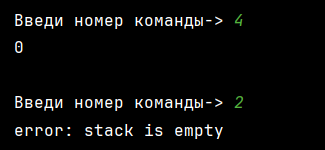 Введи номер команды-> 4
0
Введи номер команды-> 2
error: stack is empty